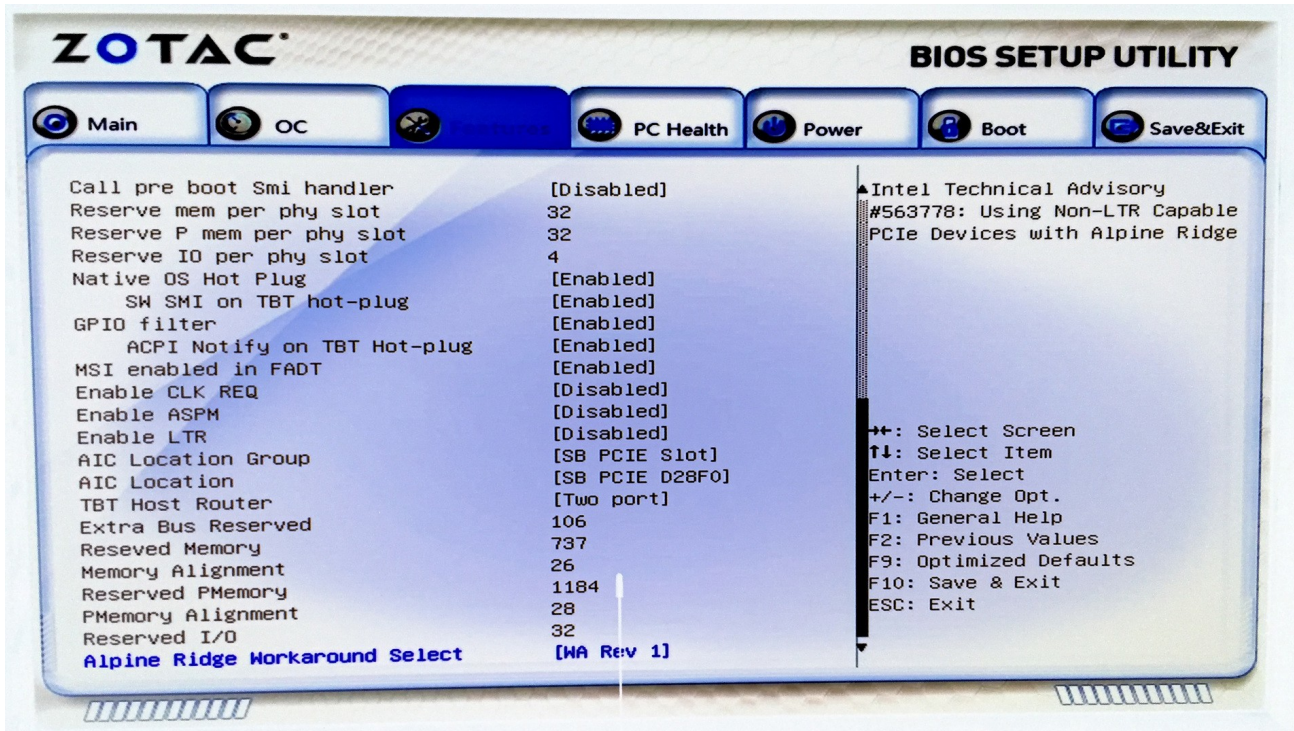 ZOTAC
BIOS SETUP UTILITY
Main OC Features PC Health Power Boot Save&Exit
Call pre boot Smi handler [Disabled]
Reserve mem per phy slot 32
Reserve P mem per phy slot 32
Reserve IO per phy slot 4
Native OS Hot Plug [Enabled]
SW SMI on TBT hot-plug [Enabled]
GPIO filter [Enabled]
ACPI Notify on TBT Hot-plug [Enabled]
MSI enabled in FADT [Enabled]
Enable CLK REQ [Disabled]
Enable ASPM [Disabled]
Enable LTR [Disabled]
AIC Location Group [SB PCIE Slot]
AIC Location [SB PCIE D28F0]
TBT Host Router [Two port]
Extra Bus Reserved 106
Reseved Memory 737
Memory Alignment 26
Reserved PMemory 1184
PMemory Alignment 28
Reserved I/O 32
Alpine Ridge Workaround Select [WA Rev 1]
Intel Technical Advisory
#563778: Using Non-LTR Capable
PCIe Devices with Alpine Ridge
→←: Select Screen
↑↓: Select Item
Enter: Select
+/-: Change Opt.
F1: General Help
F2: Previous Values
F9: Optimized Defaults
F10: Save & Exit
ESC: Exit